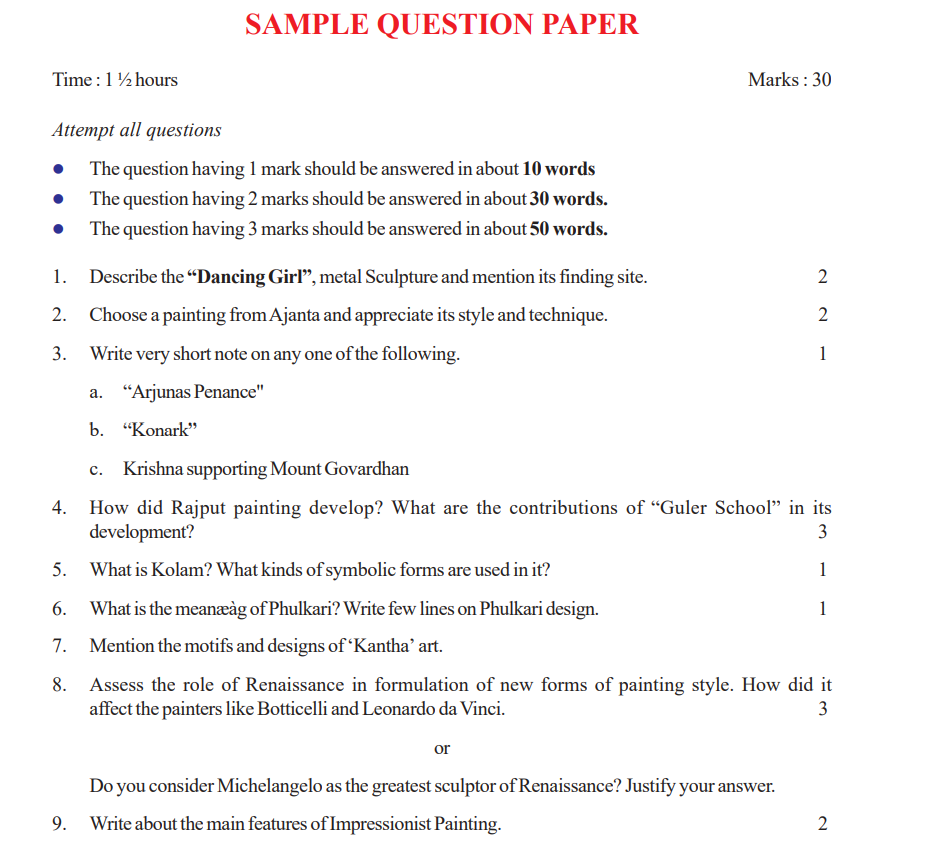 SAMPLE QUESTION PAPER
Time : 1 ½ hours Marks : 30
Attempt all questions
● The question having 1 mark should be answered in about 10 words
● The question having 2 marks should be answered in about 30 words.
● The question having 3 marks should be answered in about 50 words.
1. Describe the “Dancing Girl”, metal Sculpture and mention its finding site. 2
2. Choose a painting from Ajanta and appreciate its style and technique. 2
3. Write very short note on any one of the following. 1
a. “Arjunas Penance"
b. “Konark”
c. Krishna supporting Mount Govardhan
4. How did Rajput painting develop? What are the contributions of “Guler School” in its
development? 3
5. What is Kolam? What kinds of symbolic forms are used in it? 1
6. What is the meanæàg of Phulkari? Write few lines on Phulkari design. 1
7. Mention the motifs and designs of ‘Kantha’ art.
8. Assess the role of Renaissance in formulation of new forms of painting style. How did it
affect the painters like Botticelli and Leonardo da Vinci. 3
or
Do you consider Michelangelo as the greatest sculptor of Renaissance? Justify your answer.
9. Write about the main features of Impressionist Painting. 2